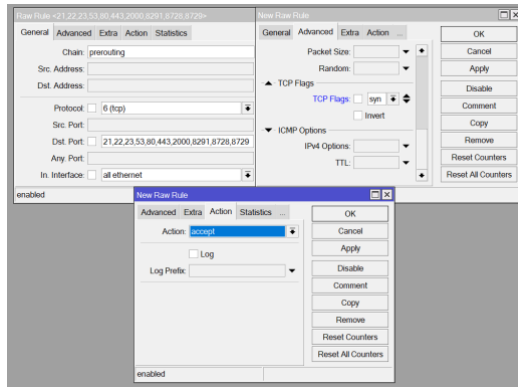 Raw Rule <21,22,23,53,80,443,2000,8291,8728,8729>
General Advanced Extra Action Statistics
Chain: prerouting
Src. Address:
Dst. Address:
Protocol: 6 (tcp)
Src. Port:
Dst. Port: 21,22,23,53,80,443,2000,8291,8728,8729
Any. Port:
In. Interface: all ethernet
enabled
New Raw Rule
General Advanced Extra Action ...
Packet Size:
Random:
TCP Flags
TCP Flags: syn
Invert
ICMP Options
IPv4 Options:
TTL:
OK
Cancel
Apply
Disable
Comment
Copy
Remove
Reset Counters
Reset All Counters
New Raw Rule
Advanced Extra Action Statistics ...
Action: accept
Log
Log Prefix:
OK
Cancel
Apply
Disable
Comment
Copy
Remove
Reset Counters
Reset All Counters
enabled